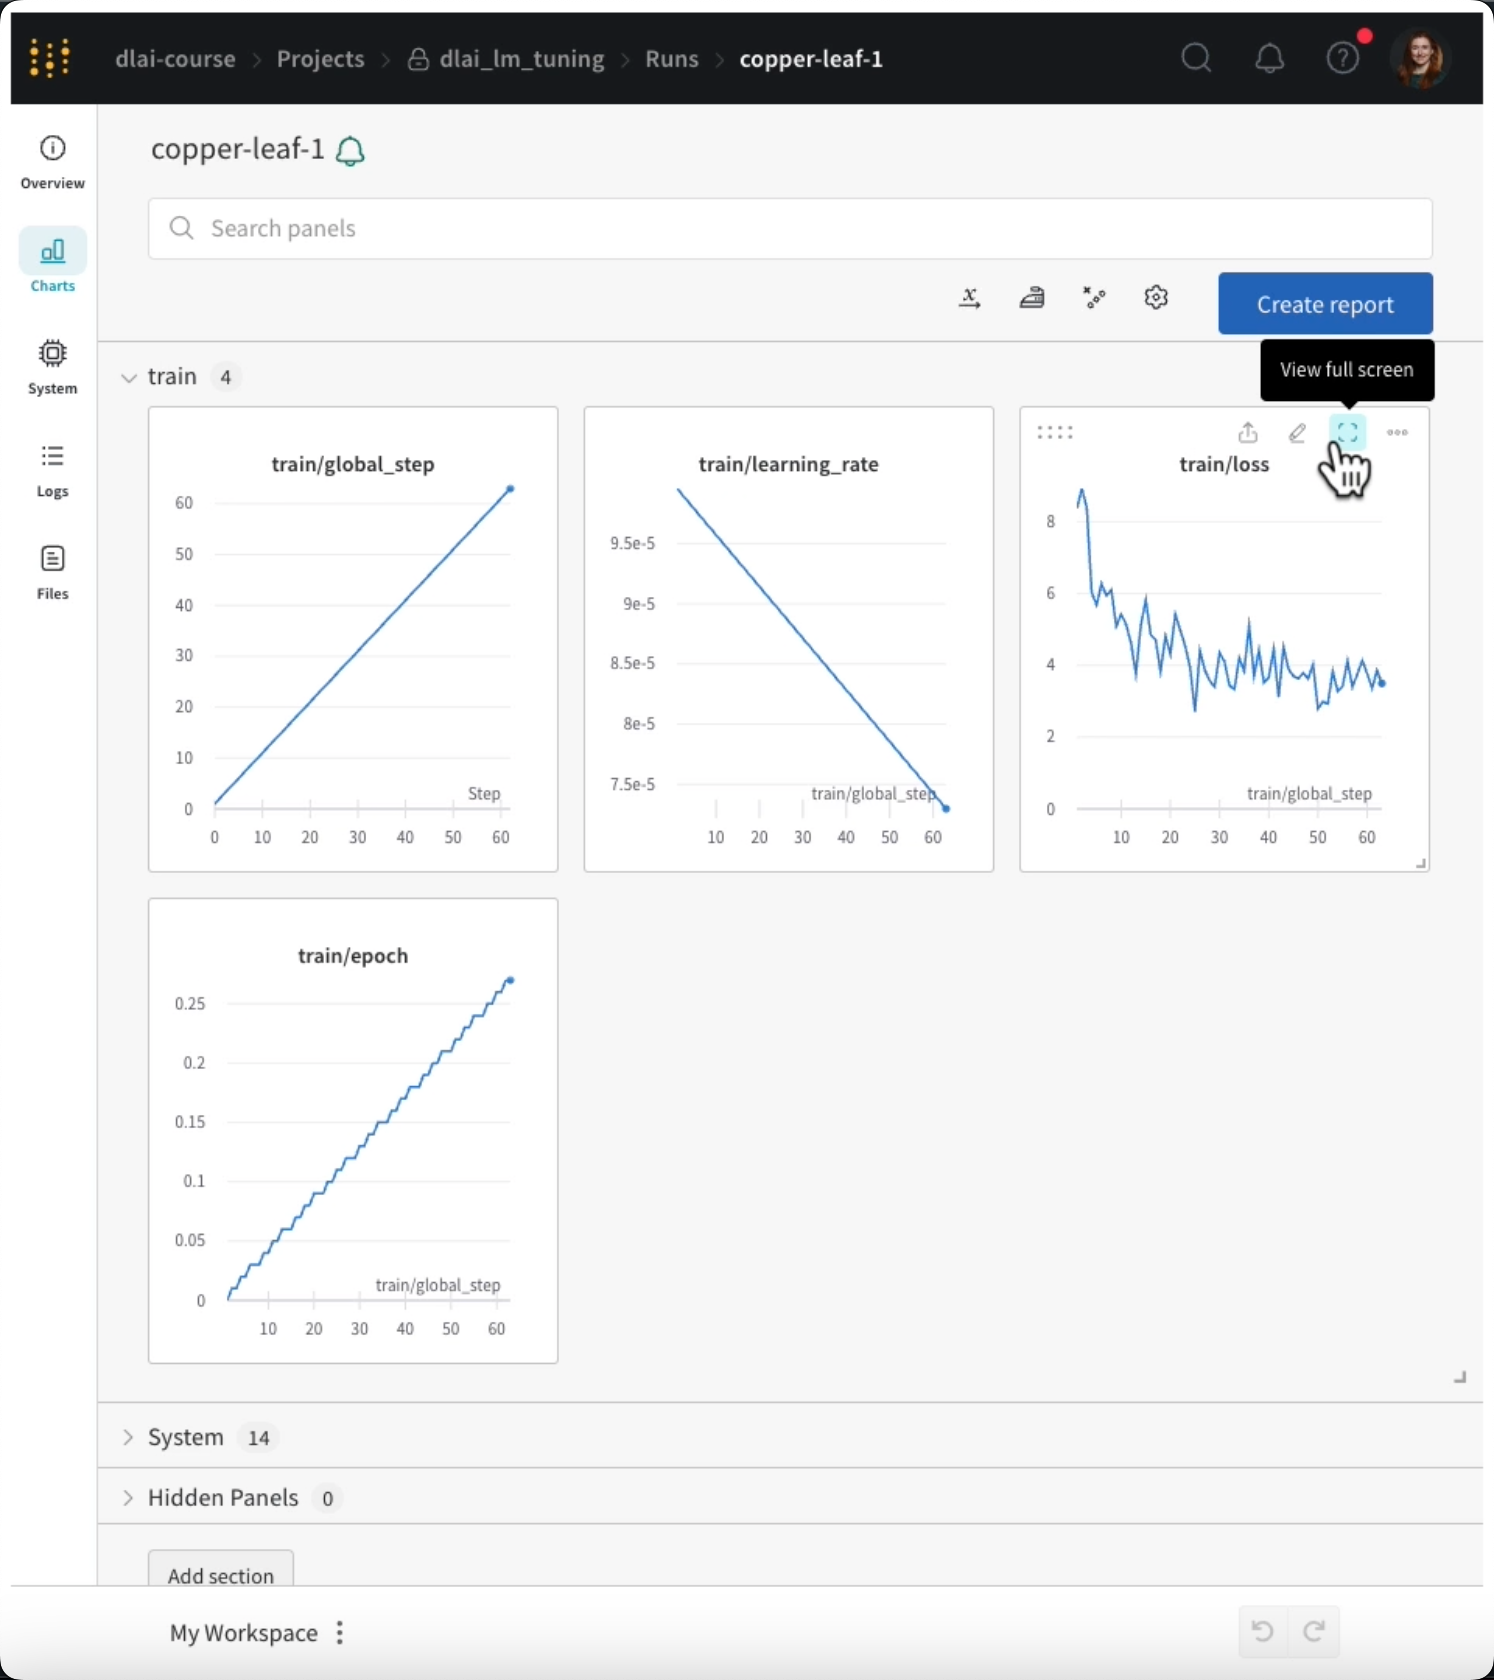 dlai-course > Projects > dlai_lm_tuning > Runs > copper-leaf-1
copper-leaf-1
Overview
Charts
System
Logs
Files
Search panels
Create report
View full screen
train 4
train/global_step
60
50
40
30
20
10
0
Step
0 10 20 30 40 50 60
train/learning_rate
9.5e-5
9e-5
8.5e-5
8e-5
7.5e-5
train/global_step
10 20 30 40 50 60
train/loss
8
6
4
2
0
train/global_step
10 20 30 40 50 60
train/epoch
0.25
0.2
0.15
0.1
0.05
0
train/global_step
10 20 30 40 50 60
System 14
Hidden Panels 0
Add section
My Workspace